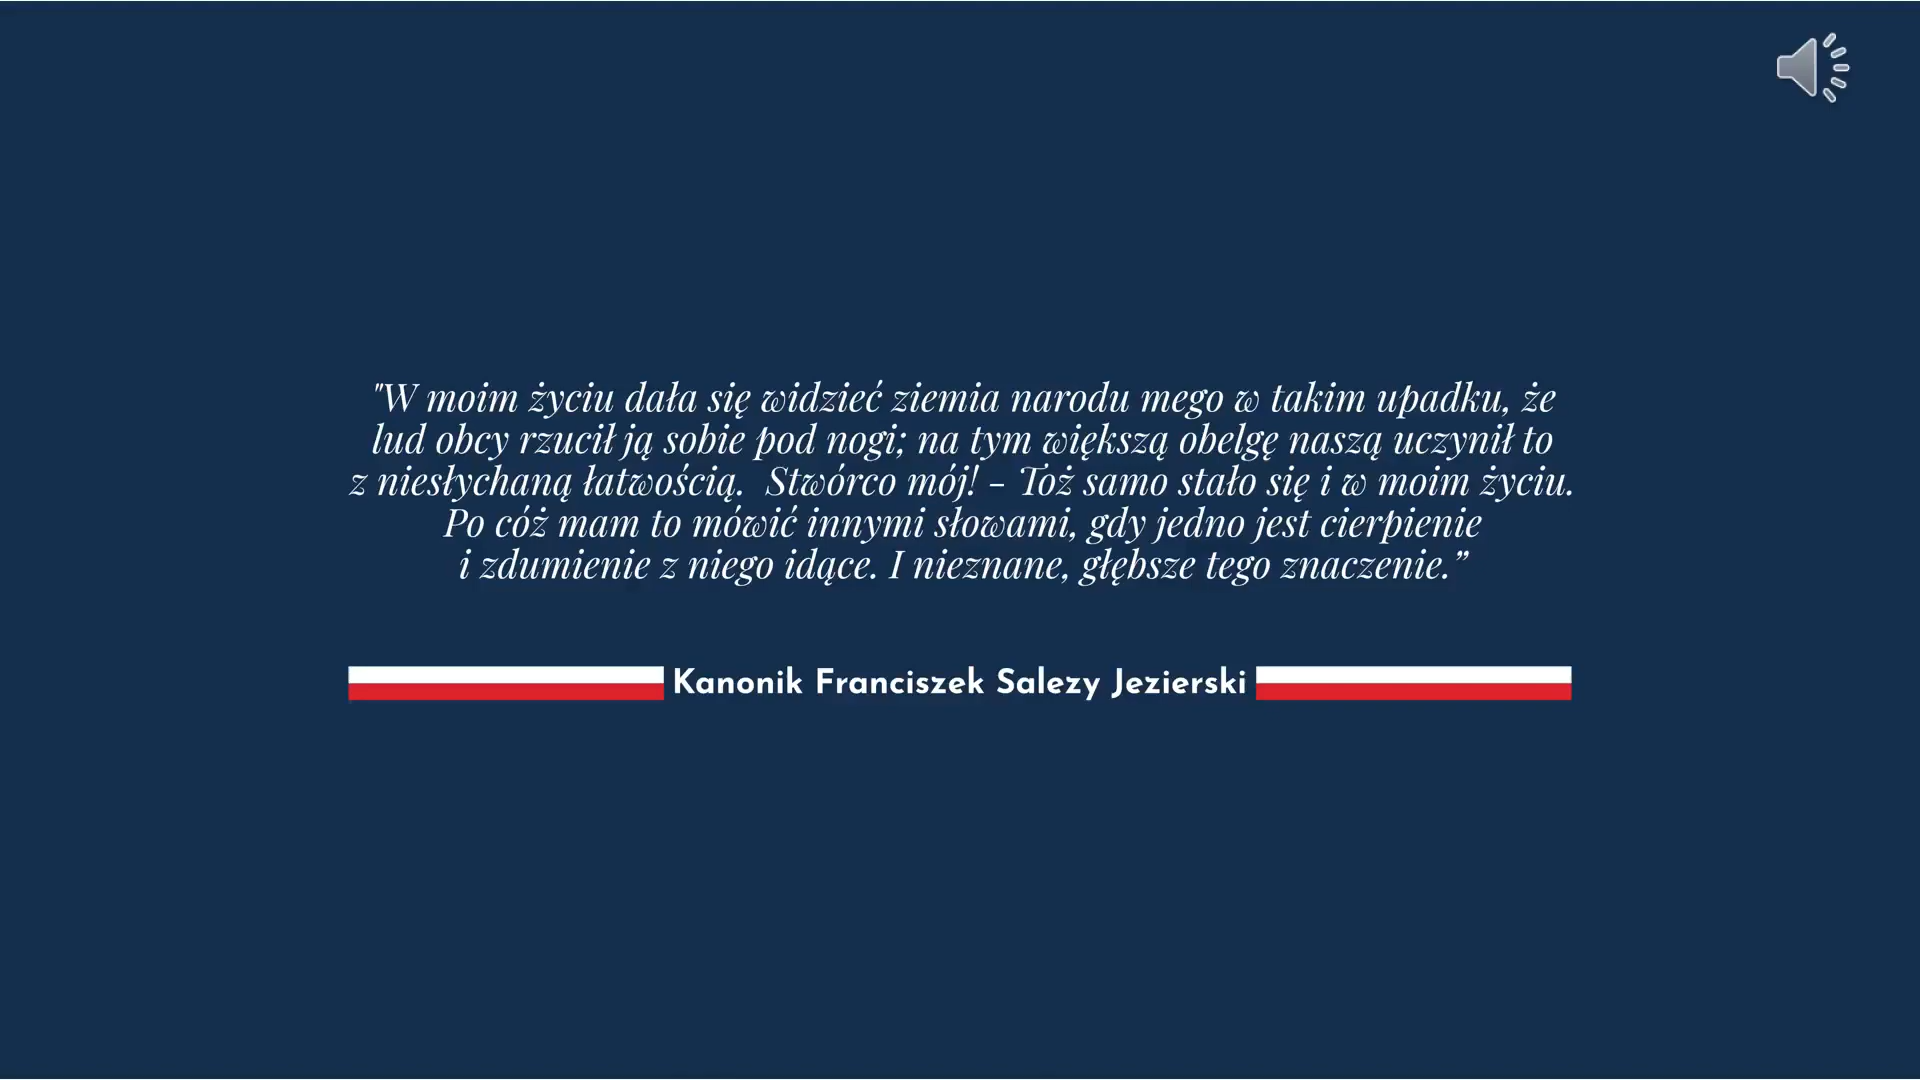 "W moim życiu dała się widzieć ziemia narodu mego w takim upadku, że
lud obcy rzucił ją sobie pod nogi; na tym większą obelgę naszą uczynił to
z niesłychaną łatwością.  Stwórco mój! – Toż samo stało się i w moim życiu.
Po cóż mam to mówić innymi słowami, gdy jedno jest cierpienie
i zdumienie z niego idące. I nieznane, głębsze tego znaczenie.”
Kanonik Franciszek Salezy Jezierski